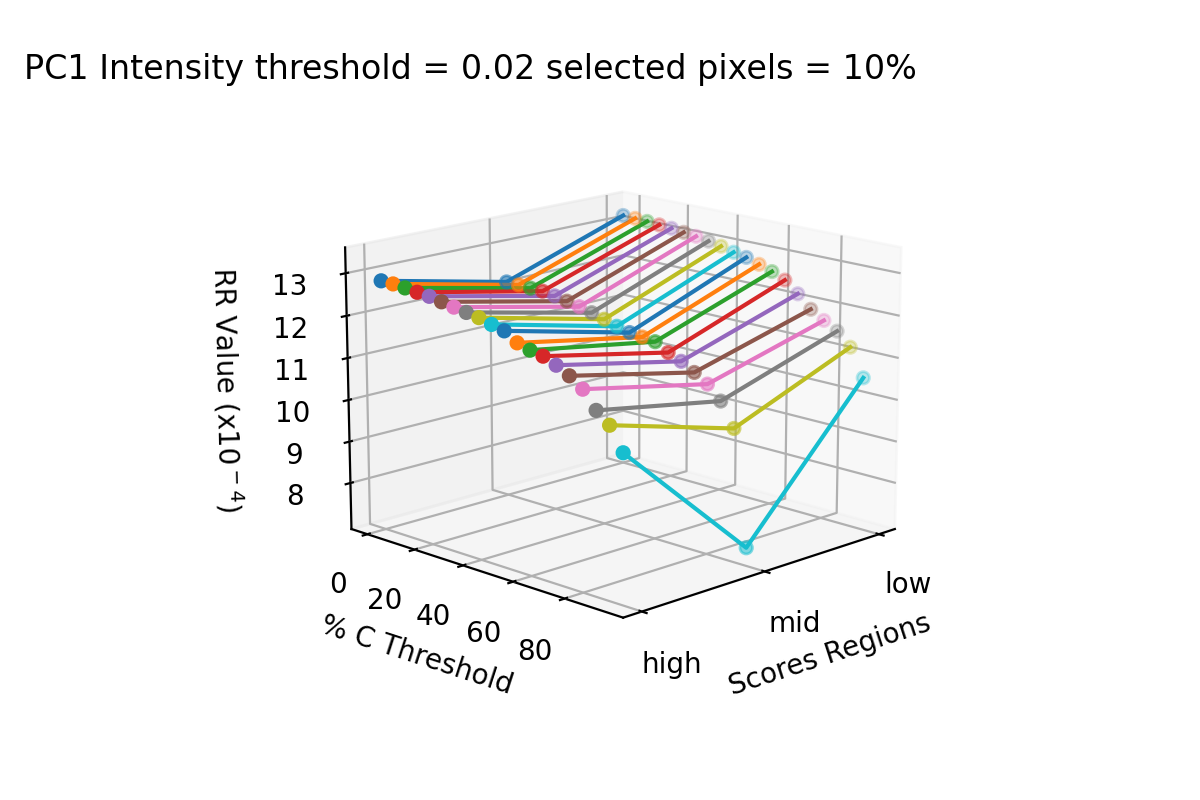 PC1 Intensity threshold = 0.02 selected pixels = 10%
RR Value (x10⁻⁴)
13
12
11
10
9
8
0
20
40
60
80
% C Threshold
high
mid
low
Scores Regions